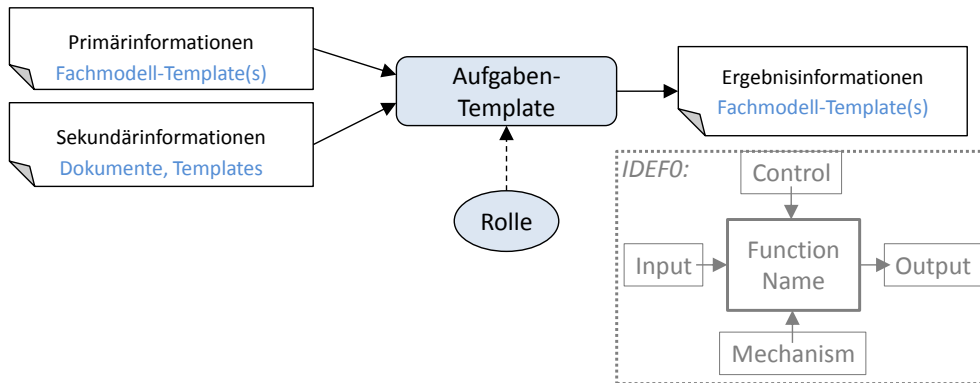 Primärinformationen
Fachmodell-Template(s)
Sekundärinformationen
Dokumente, Templates
Aufgaben-
Template
Rolle
Ergebnisinformationen
Fachmodell-Template(s)
IDEF0:
Control
Input
Function
Name
Output
Mechanism